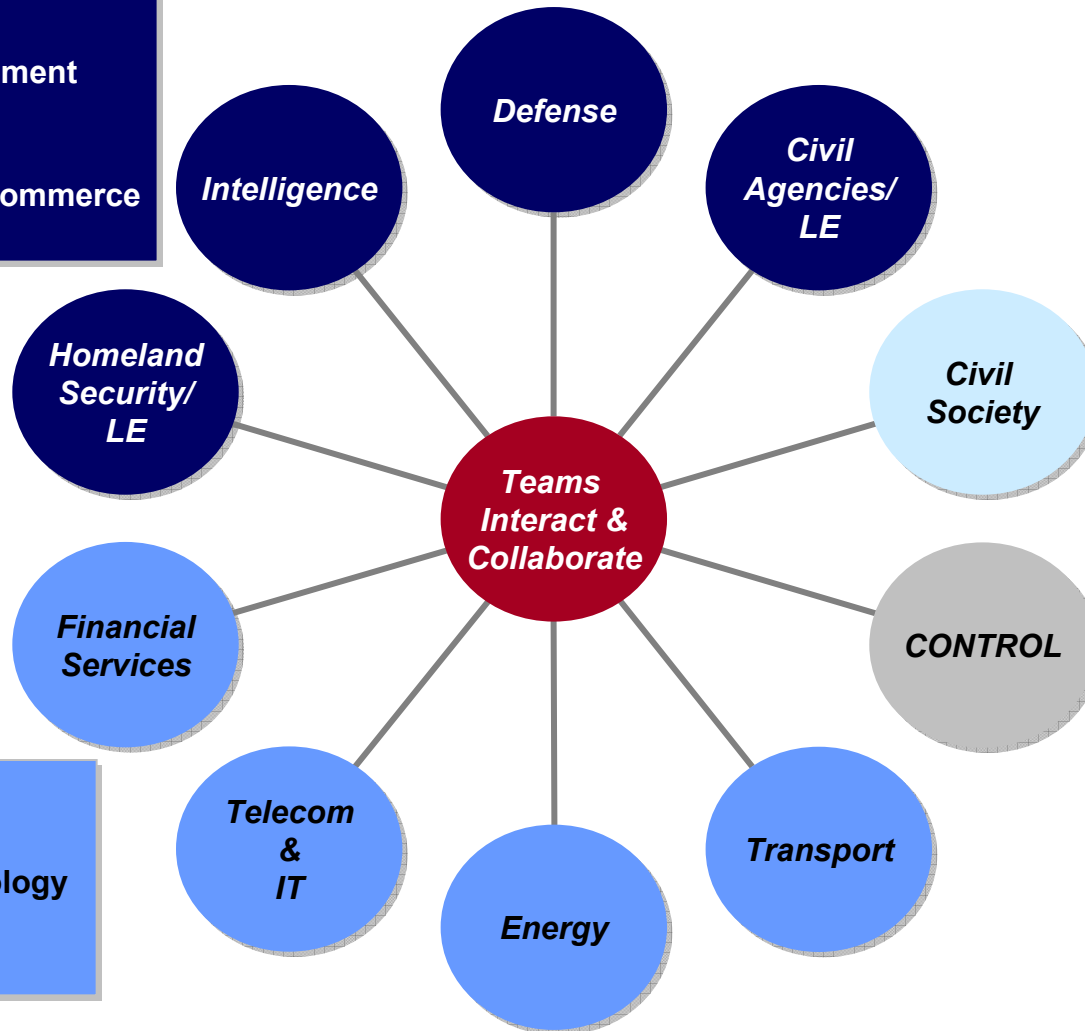 ment
ommerce
Defense
Civil
Agencies/
LE
Intelligence
Homeland
Security/
LE
Civil
Society
Teams
Interact &
Collaborate
Financial
Services
CONTROL
Telecom
&
IT
Transport
ology
Energy